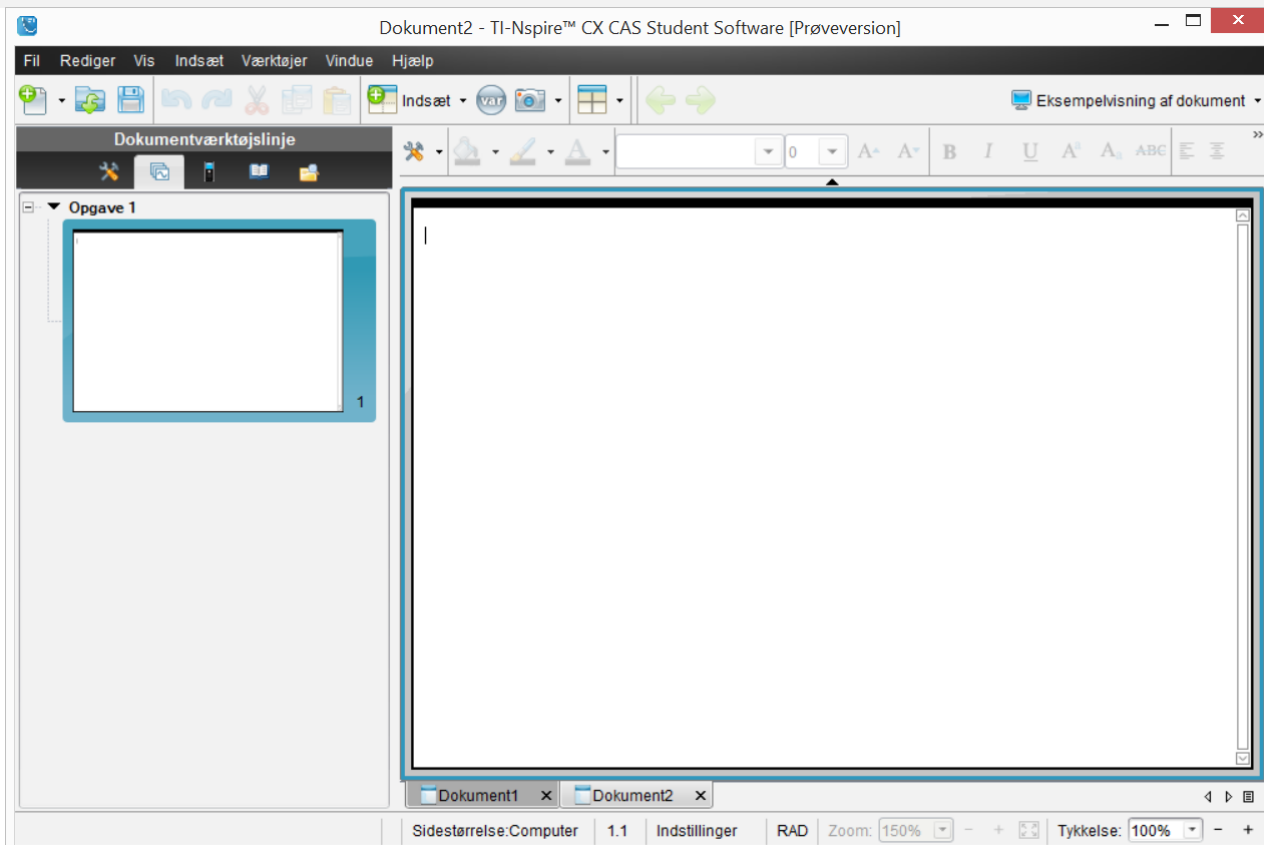 Dokument2 - TI-Nspire™ CX CAS Student Software [Prøveversion]
Fil Rediger Vis Indsæt Værktøjer Vindue Hjælp
Indsæt var Eksempelvisning af dokument
Dokumentværktøjslinje
0 A A B I U A A ABC
Opgave 1
1
Dokument1 Dokument2
Sidestørrelse:Computer 1.1 Indstillinger RAD Zoom: 150% - + Tykkelse: 100% - +